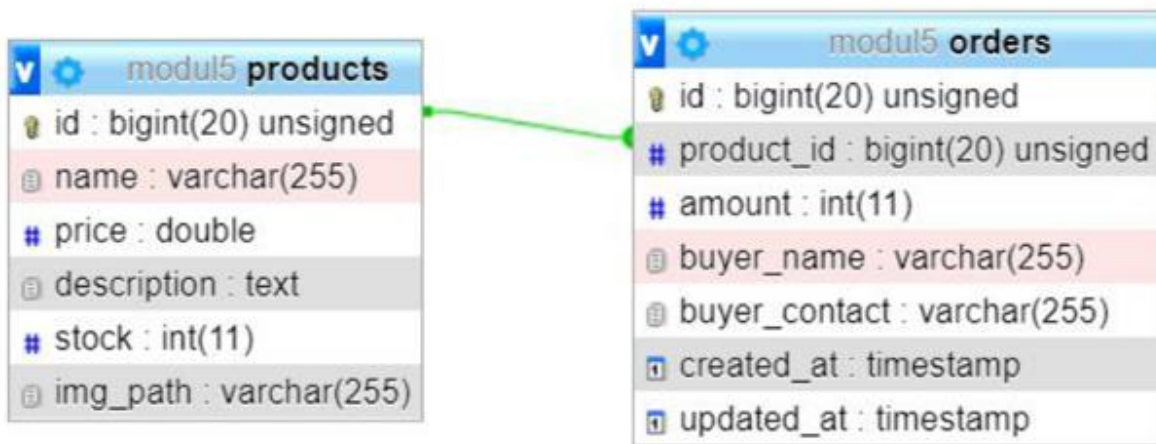 modul5 products
id : bigint(20) unsigned
name : varchar(255)
price : double
description : text
stock : int(11)
img_path : varchar(255)
modul5 orders
id : bigint(20) unsigned
product_id : bigint(20) unsigned
amount : int(11)
buyer_name : varchar(255)
buyer_contact : varchar(255)
created_at : timestamp
updated_at : timestamp